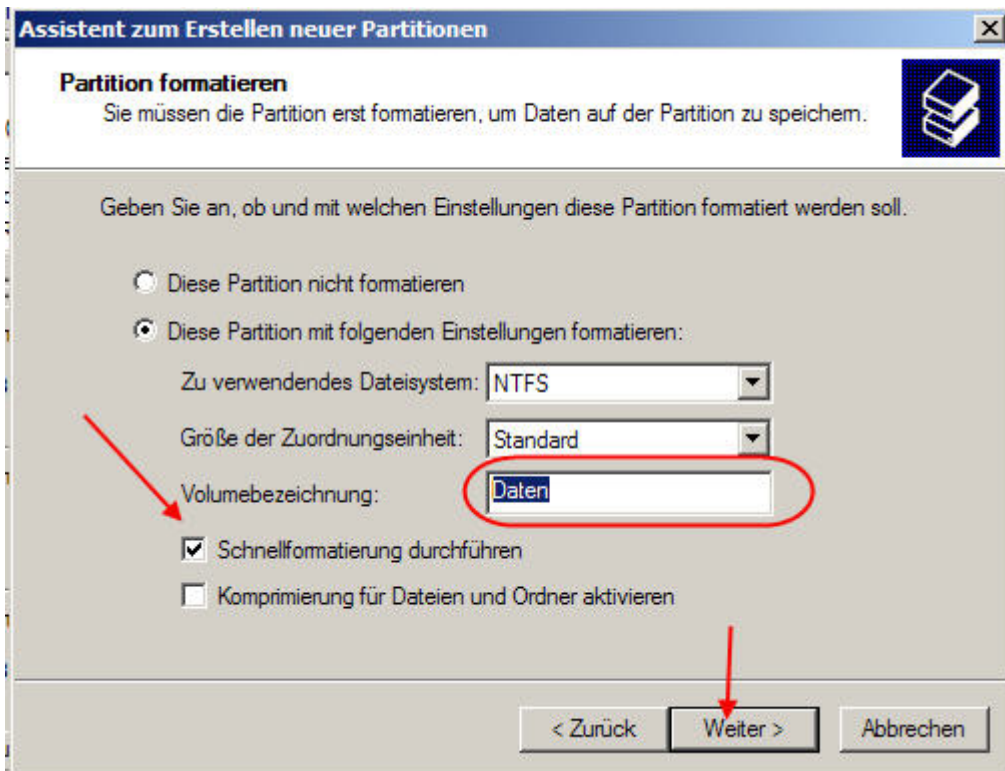 Assistent zum Erstellen neuer Partitionen
Partition formatieren
Sie müssen die Partition erst formatieren, um Daten auf der Partition zu speichern.
Geben Sie an, ob und mit welchen Einstellungen diese Partition formatiert werden soll.
Diese Partition nicht formatieren
Diese Partition mit folgenden Einstellungen formatieren:
Zu verwendendes Dateisystem: NTFS
Größe der Zuordnungseinheit: Standard
Volumebezeichnung: Daten
Schnellformatierung durchführen
Komprimierung für Dateien und Ordner aktivieren
< Zurück Weiter > Abbrechen